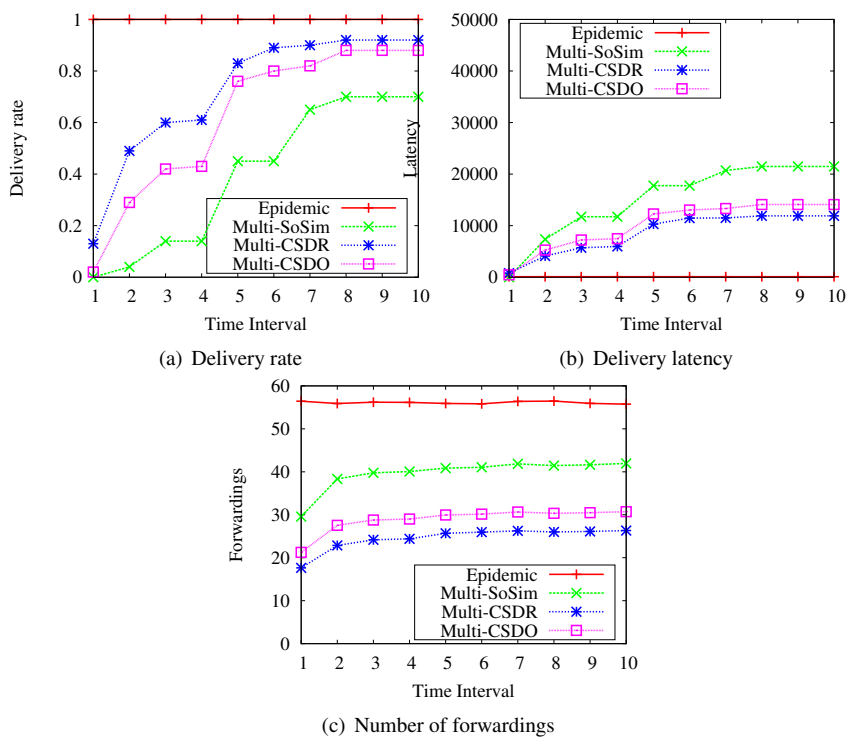 1
0.8
0.6
0.4
0.2
0
Delivery rate
1 2 3 4 5 6 7 8 9 10
Time Interval
Epidemic
Multi-SoSim
Multi-CSDR
Multi-CSDO
(a) Delivery rate
50000
40000
30000
20000
10000
0
Latency
1 2 3 4 5 6 7 8 9 10
Time Interval
Epidemic
Multi-SoSim
Multi-CSDR
Multi-CSDO
(b) Delivery latency
60
50
40
30
20
10
0
Forwardings
1 2 3 4 5 6 7 8 9 10
Time Interval
Epidemic
Multi-SoSim
Multi-CSDR
Multi-CSDO
(c) Number of forwardings